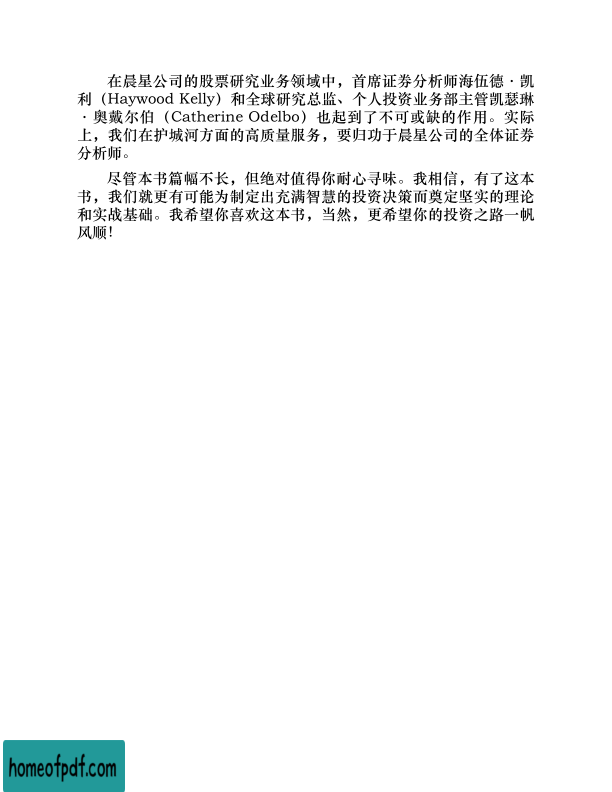 在晨星公司的股票研究业务领域中，首席证券分析师海伍德·凯
利（Haywood Kelly）和全球研究总监、个人投资业务部主管凯瑟琳
·奥戴尔伯（Catherine Odelbo）也起到了不可或缺的作用。实际
上，我们在护城河方面的高质量服务，要归功于晨星公司的全体证券
分析师。
尽管本书篇幅不长，但绝对值得你耐心寻味。我相信，有了这本
书，我们就更有可能为制定出充满智慧的投资决策而奠定坚实的理论
和实战基础。我希望你喜欢这本书，当然，更希望你的投资之路一帆
风顺！
homeofpdf.com